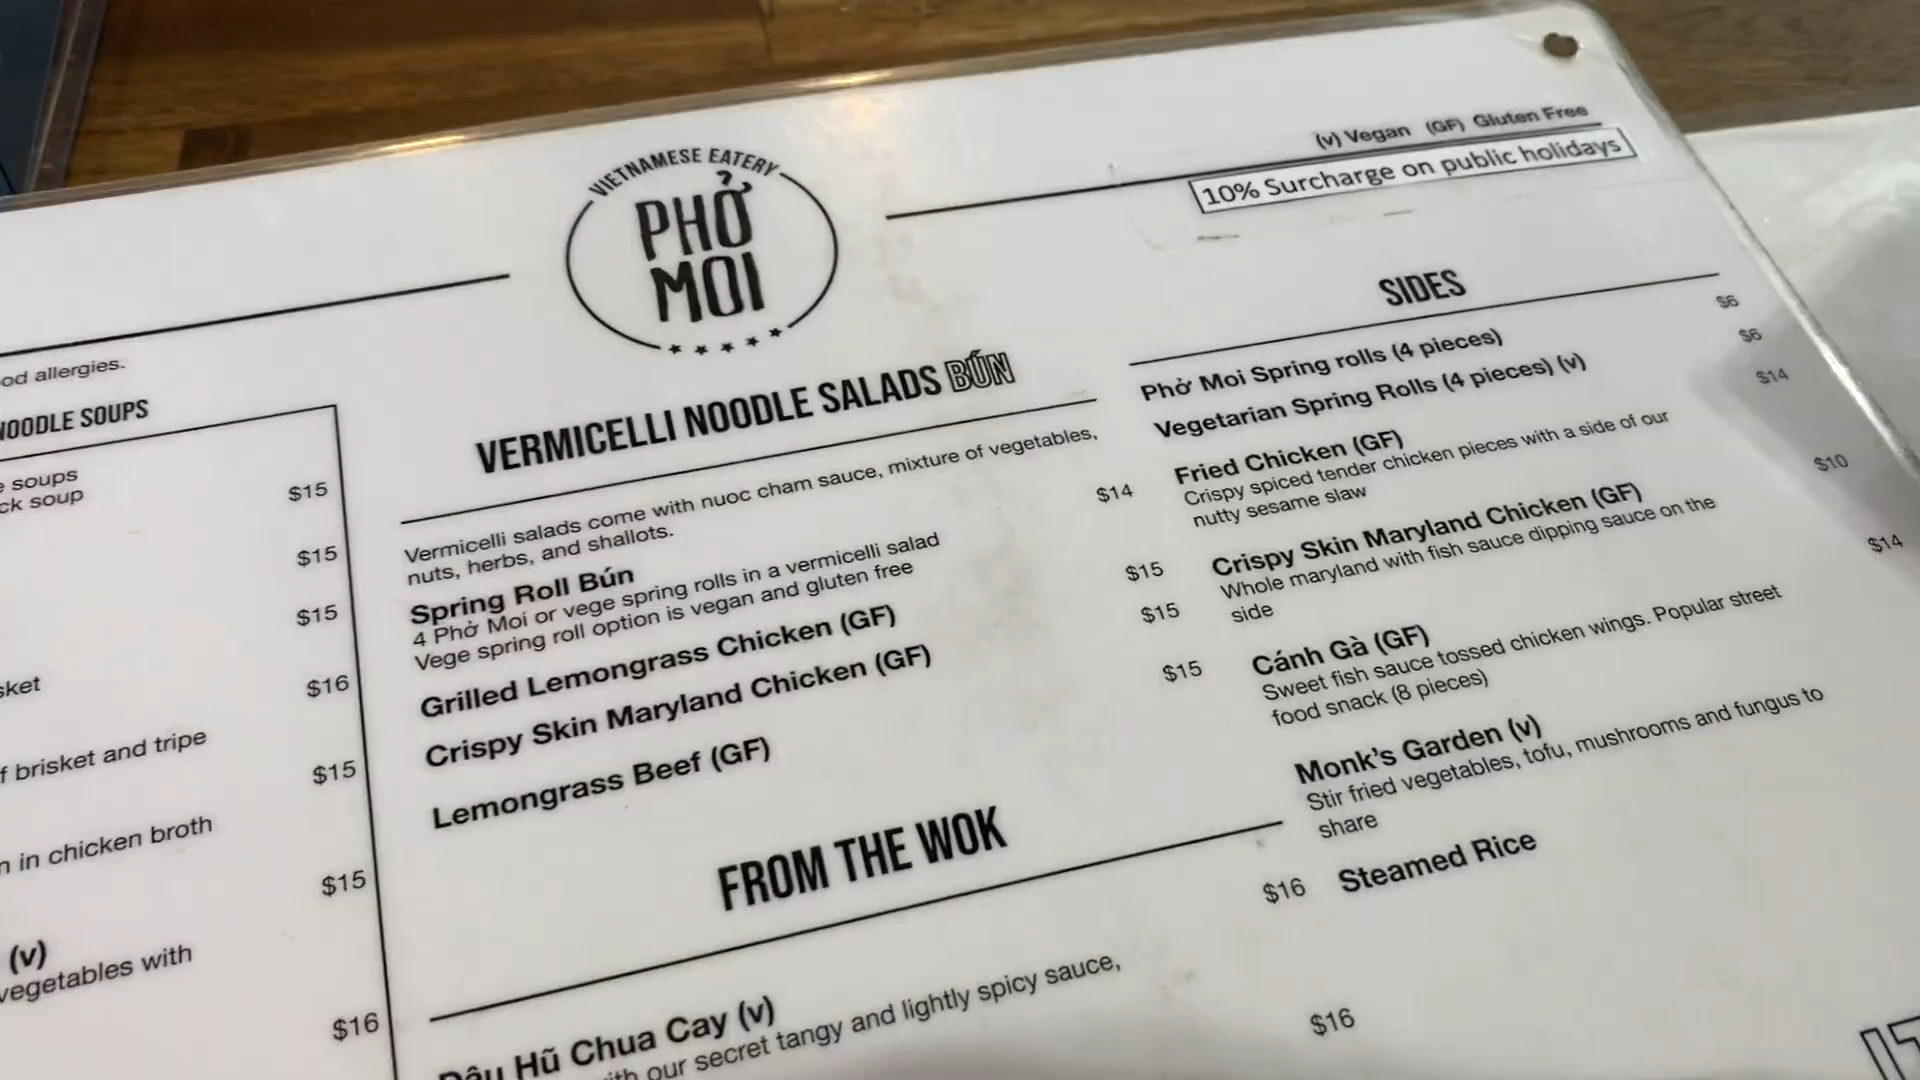 VIETNAMESE EATERY
PHỞ
MOI
(v) Vegan (GF) Gluten Free
10% Surcharge on public holidays
od allergies.
NOODLE SOUPS
soups
ck soup
$15
$15
$15
sket
$16
f brisket and tripe
$15
n in chicken broth
$15
(v)
vegetables with
$16
VERMICELLI NOODLE SALADS BÚN
Vermicelli salads come with nuoc cham sauce, mixture of vegetables,
nuts, herbs, and shallots.
Spring Roll Bún $14
4 Phở Moi or vege spring rolls in a vermicelli salad
Vege spring roll option is vegan and gluten free
Grilled Lemongrass Chicken (GF) $15
Crispy Skin Maryland Chicken (GF) $15
Lemongrass Beef (GF) $15
FROM THE WOK
Đậu Hũ Chua Cay (v) $16
with our secret tangy and lightly spicy sauce,
$16
SIDES
Phở Moi Spring rolls (4 pieces) $6
Vegetarian Spring Rolls (4 pieces) (v) $6
Fried Chicken (GF) $14
Crispy spiced tender chicken pieces with a side of our
nutty sesame slaw
Crispy Skin Maryland Chicken (GF) $10
Whole maryland with fish sauce dipping sauce on the
side
Cánh Gà (GF) $14
Sweet fish sauce tossed chicken wings. Popular street
food snack (8 pieces)
Monk's Garden (v)
Stir fried vegetables, tofu, mushrooms and fungus to
share
Steamed Rice